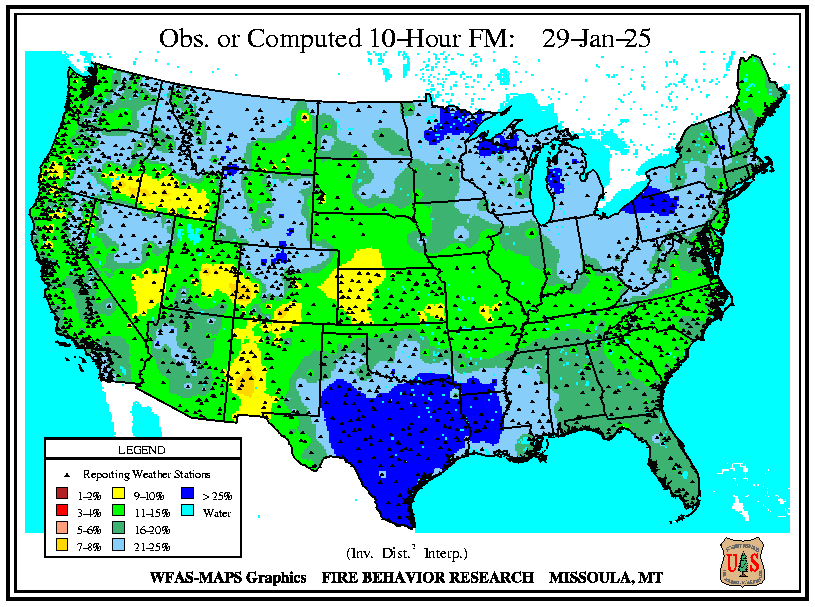 Obs. or Computed 10-Hour FM: 29-Jan-25
LEGEND
Reporting Weather Stations
1-2% 9-10% > 25%
3-4% 11-15% Water
5-6% 16-20%
7-8% 21-25%
(Inv. Dist.² Interp.)
WFAS-MAPS Graphics FIRE BEHAVIOR RESEARCH MISSOULA, MT
U S